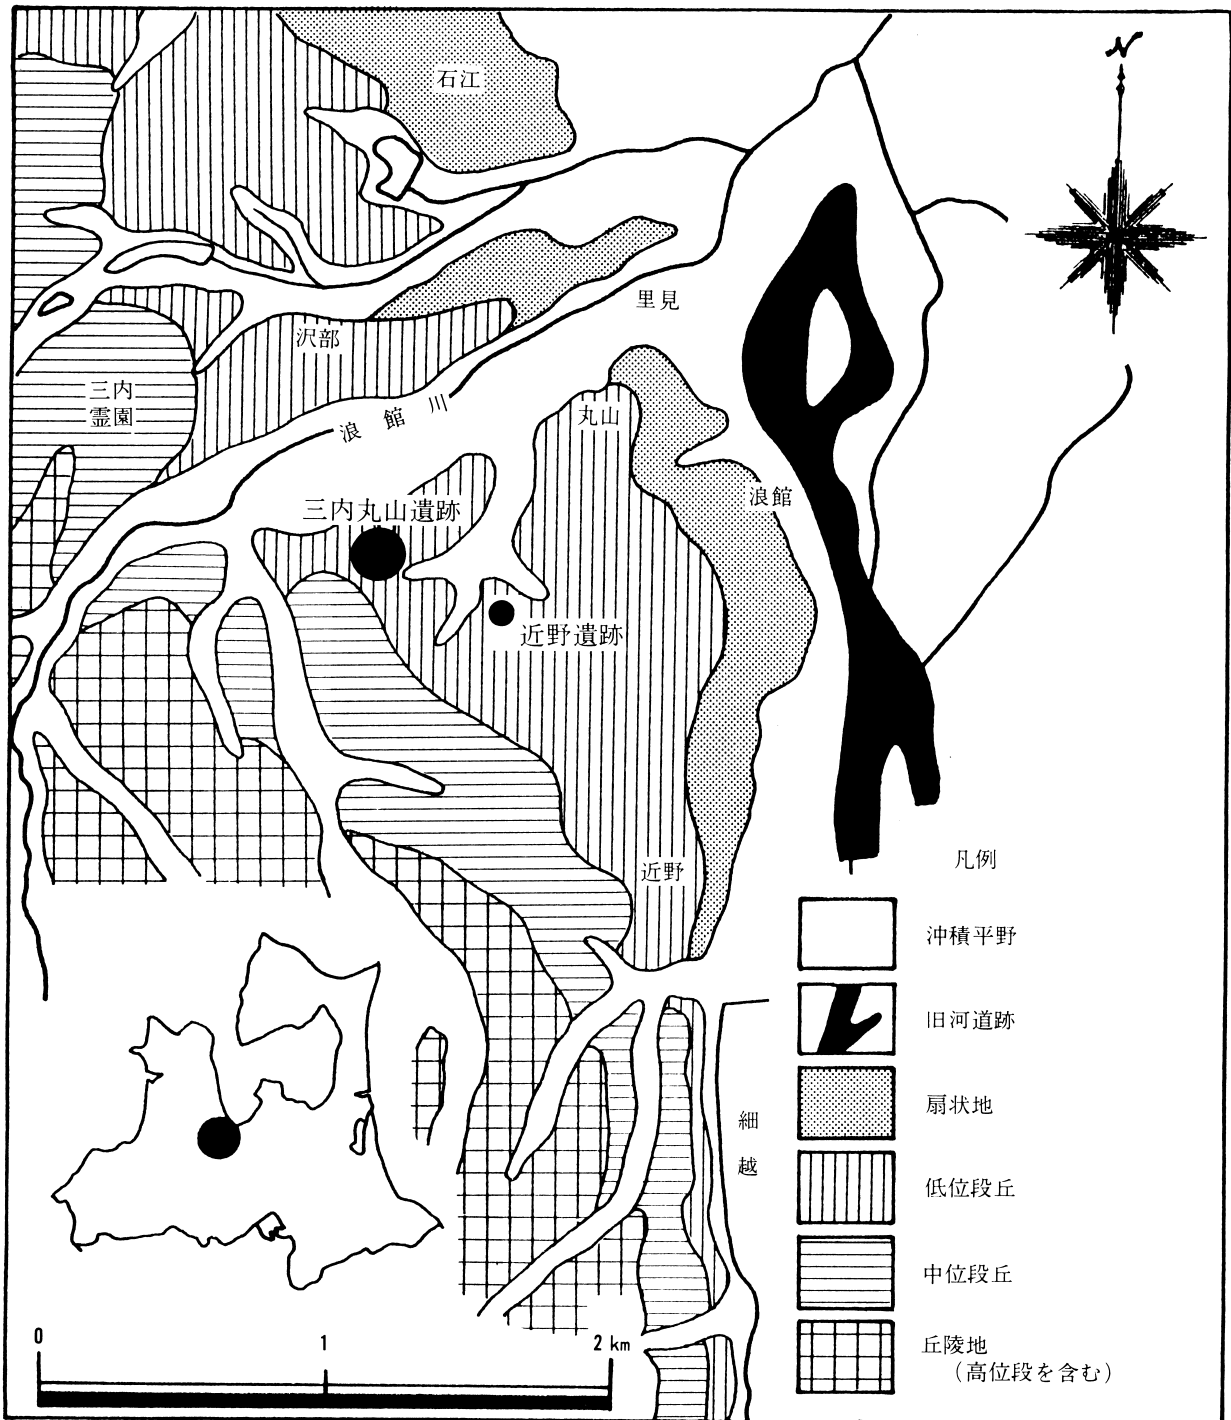 N
石江
里見
沢部
三内
霊園
丸山
浪館川
浪館
三内丸山遺跡
近野遺跡
近野
細越
凡例
沖積平野
旧河道跡
扇状地
低位段丘
中位段丘
丘陵地
（高位段を含む）
0 1 2 km